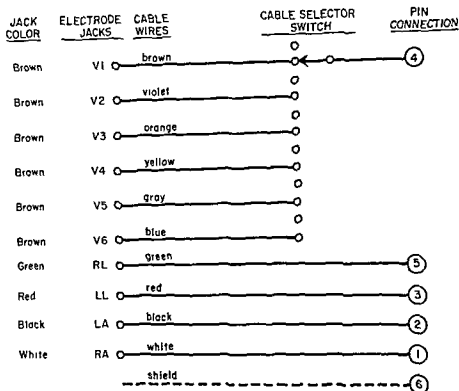 JACK COLOR ELECTRODE JACKS CABLE WIRES CABLE SELECTOR SWITCH PIN CONNECTION
Brown V1 brown 4
Brown V2 violet
Brown V3 orange
Brown V4 yellow
Brown V5 gray
Brown V6 blue
Green RL green 5
Red LL red 3
Black LA black 2
White RA white 1
shield 6